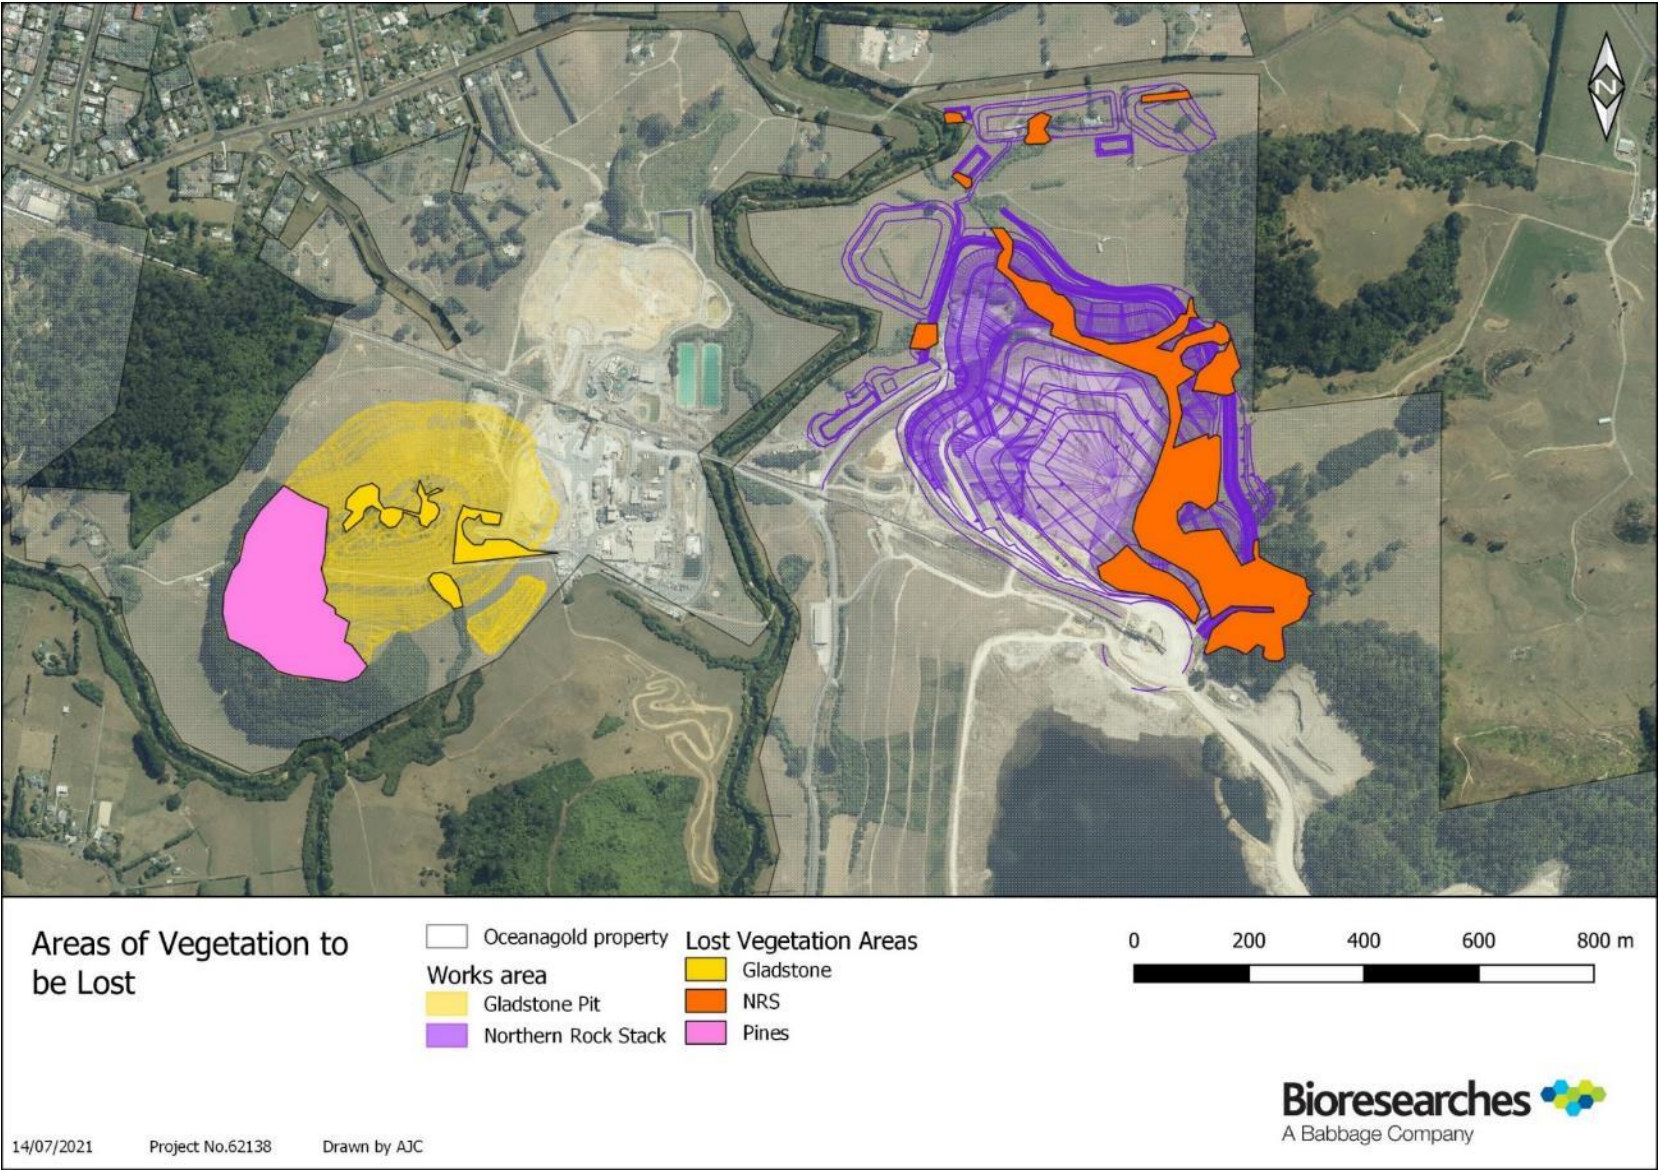 N
Areas of Vegetation to
be Lost
Oceanagold property
Works area
Gladstone Pit
Northern Rock Stack
Lost Vegetation Areas
Gladstone
NRS
Pines
0 200 400 600 800 m
Bioresearches
A Babbage Company
14/07/2021 Project No.62138 Drawn by AJC